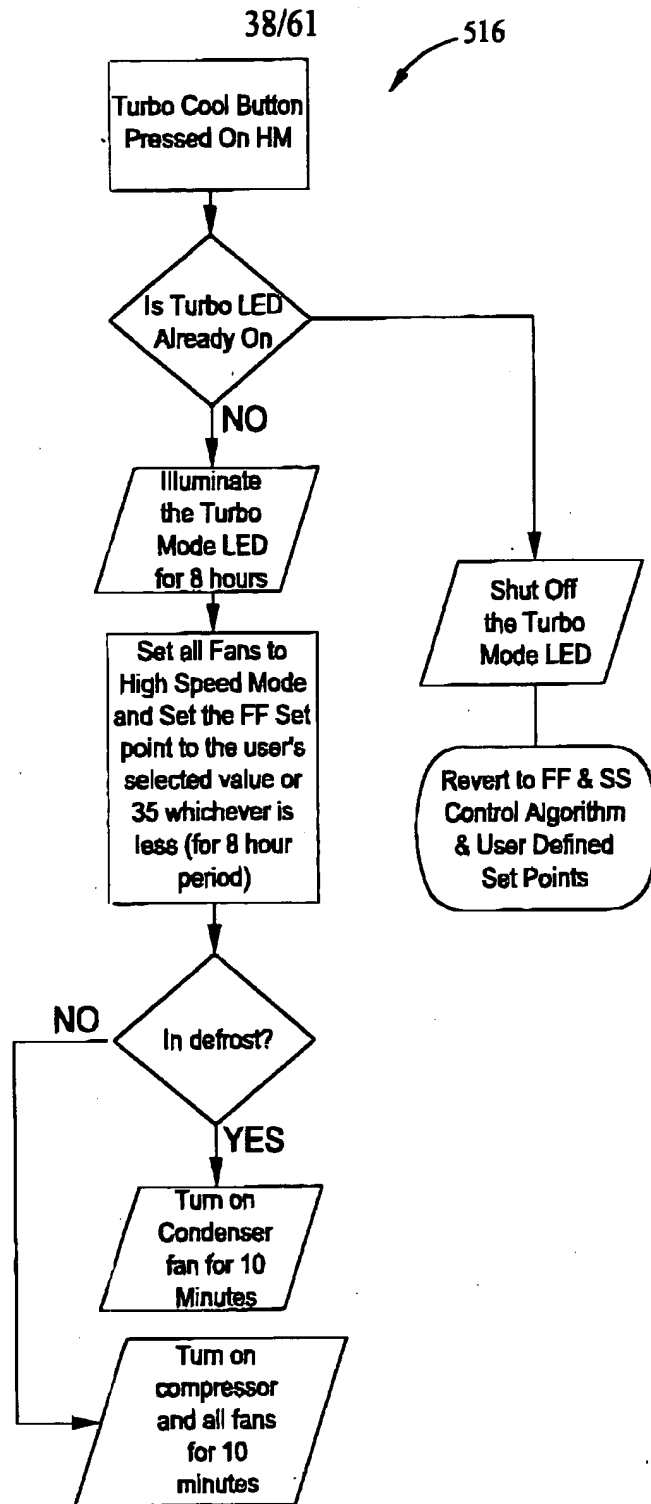 38/61
516
Turbo Cool Button
Pressed On HM
Is Turbo LED
Already On
NO
Illuminate
the Turbo
Mode LED
for 8 hours
Shut Off
the Turbo
Mode LED
Set all Fans to
High Speed Mode
and Set the FF Set
point to the user's
selected value or
35 whichever is
less (for 8 hour
period)
Revert to FF & SS
Control Algorithm
& User Defined
Set Points
NO
In defrost?
YES
Turn on
Condenser
fan for 10
Minutes
Turn on
compressor
and all fans
for 10
minutes